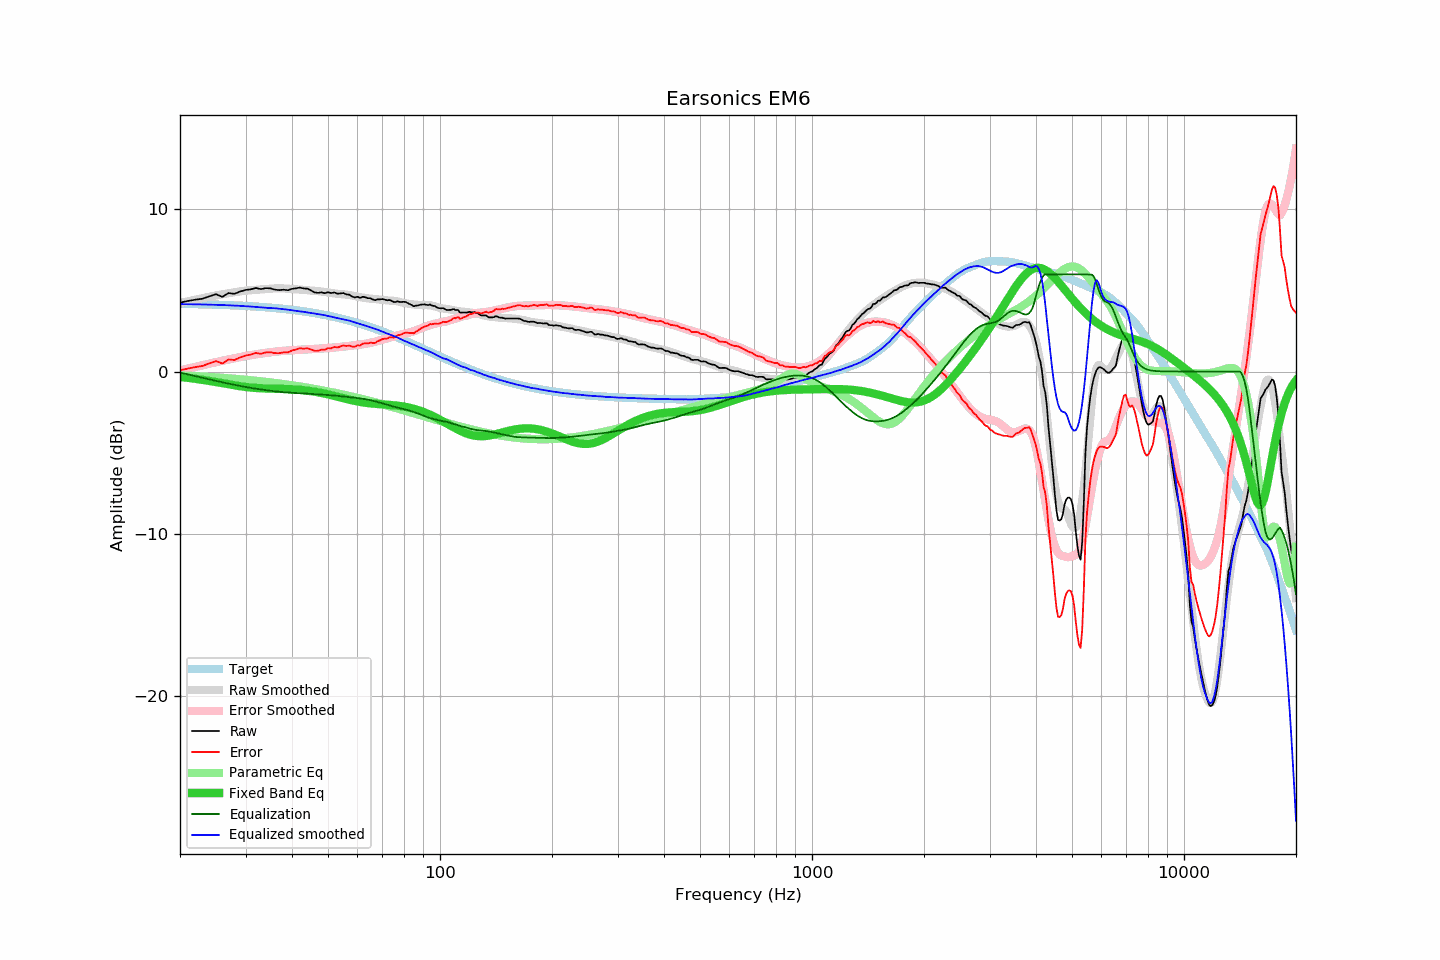 Earsonics EM6
10
0
−10
−20
Amplitude (dBr)
Target
Raw Smoothed
Error Smoothed
Raw
Error
Parametric Eq
Fixed Band Eq
Equalization
Equalized smoothed
100
1000
10000
Frequency (Hz)